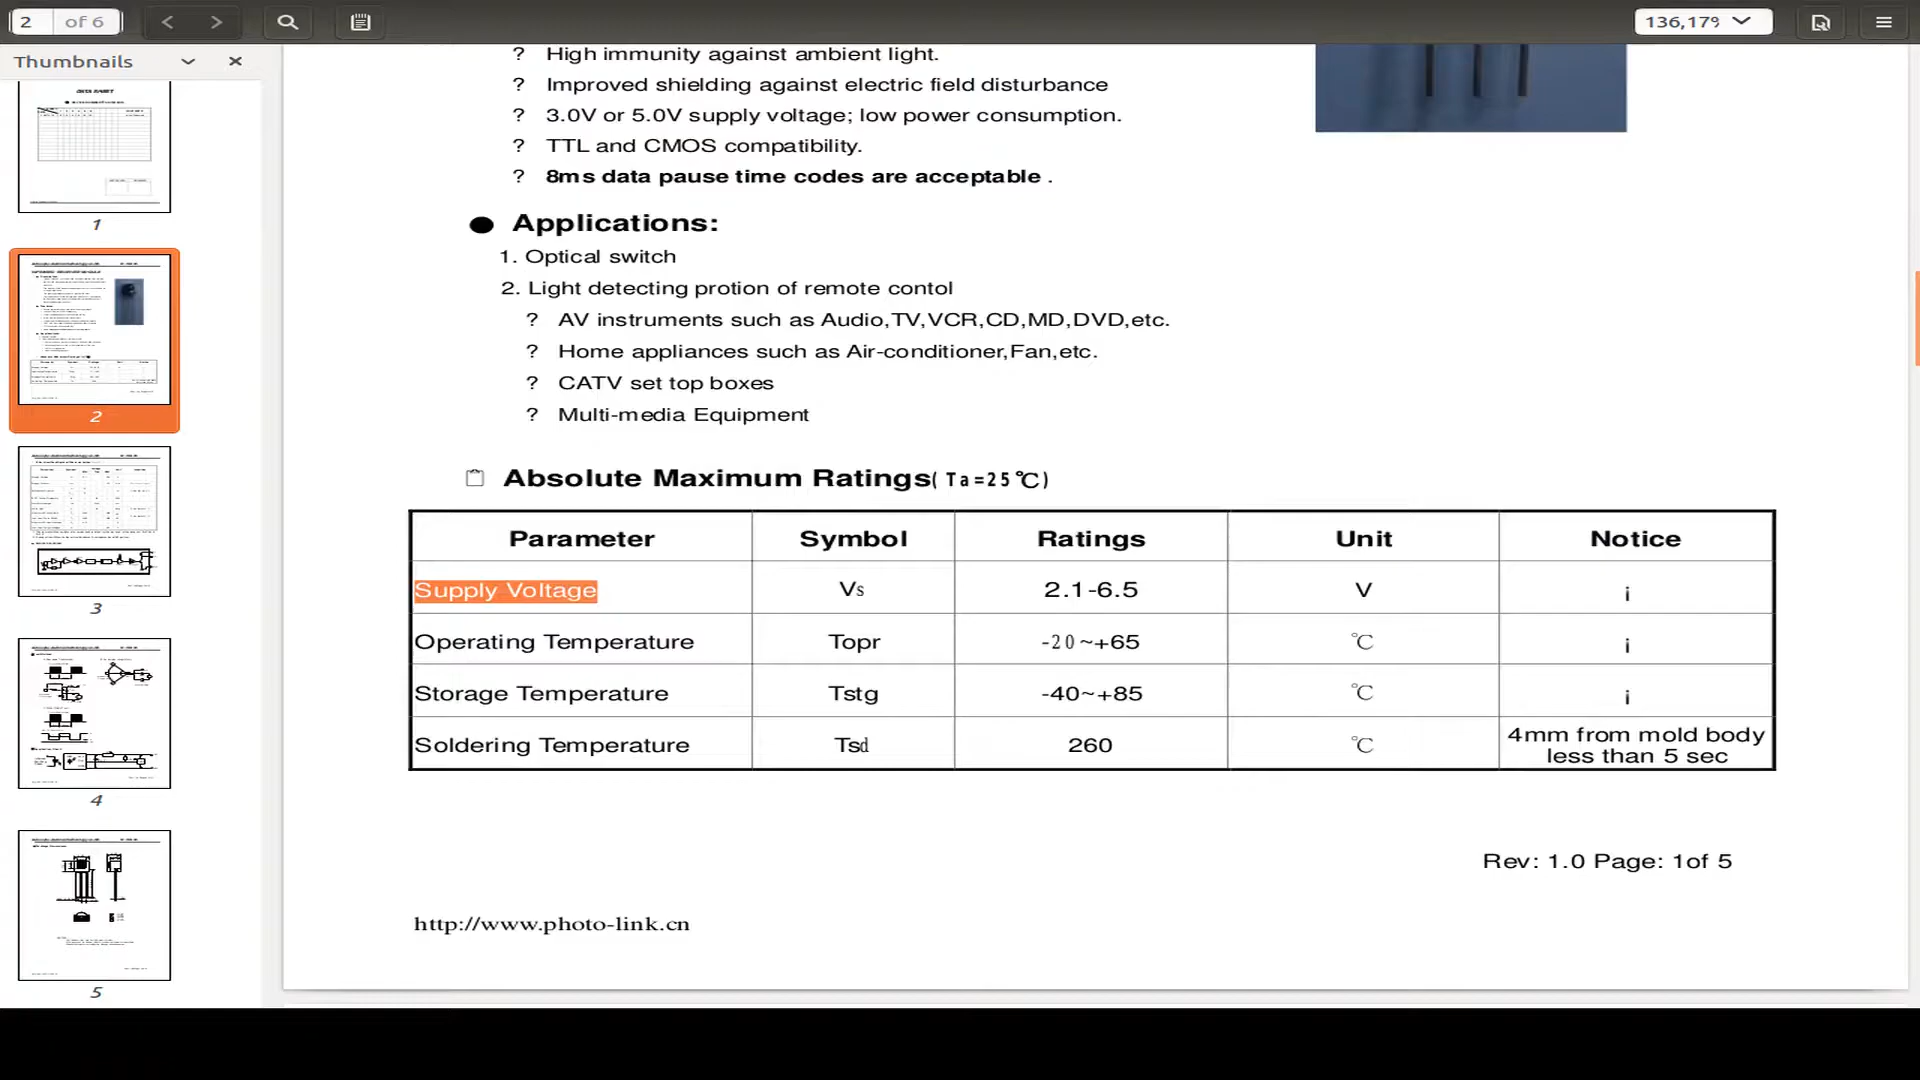 2 of 6
136,17%
Thumbnails
1
2
3
4
5
? High immunity against ambient light.
? Improved shielding against electric field disturbance
? 3.0V or 5.0V supply voltage; low power consumption.
? TTL and CMOS compatibility.
? 8ms data pause time codes are acceptable .
● Applications:
1. Optical switch
2. Light detecting protion of remote contol
? AV instruments such as Audio,TV,VCR,CD,MD,DVD,etc.
? Home appliances such as Air-conditioner,Fan,etc.
? CATV set top boxes
? Multi-media Equipment
Absolute Maximum Ratings( Ta=25℃)
Parameter Symbol Ratings Unit Notice
Supply Voltage Vs 2.1-6.5 V ¡
Operating Temperature Topr -20~+65 ℃ ¡
Storage Temperature Tstg -40~+85 ℃ ¡
Soldering Temperature Tsd 260 ℃ 4mm from mold body
less than 5 sec
Rev: 1.0 Page: 1of 5
http://www.photo-link.cn